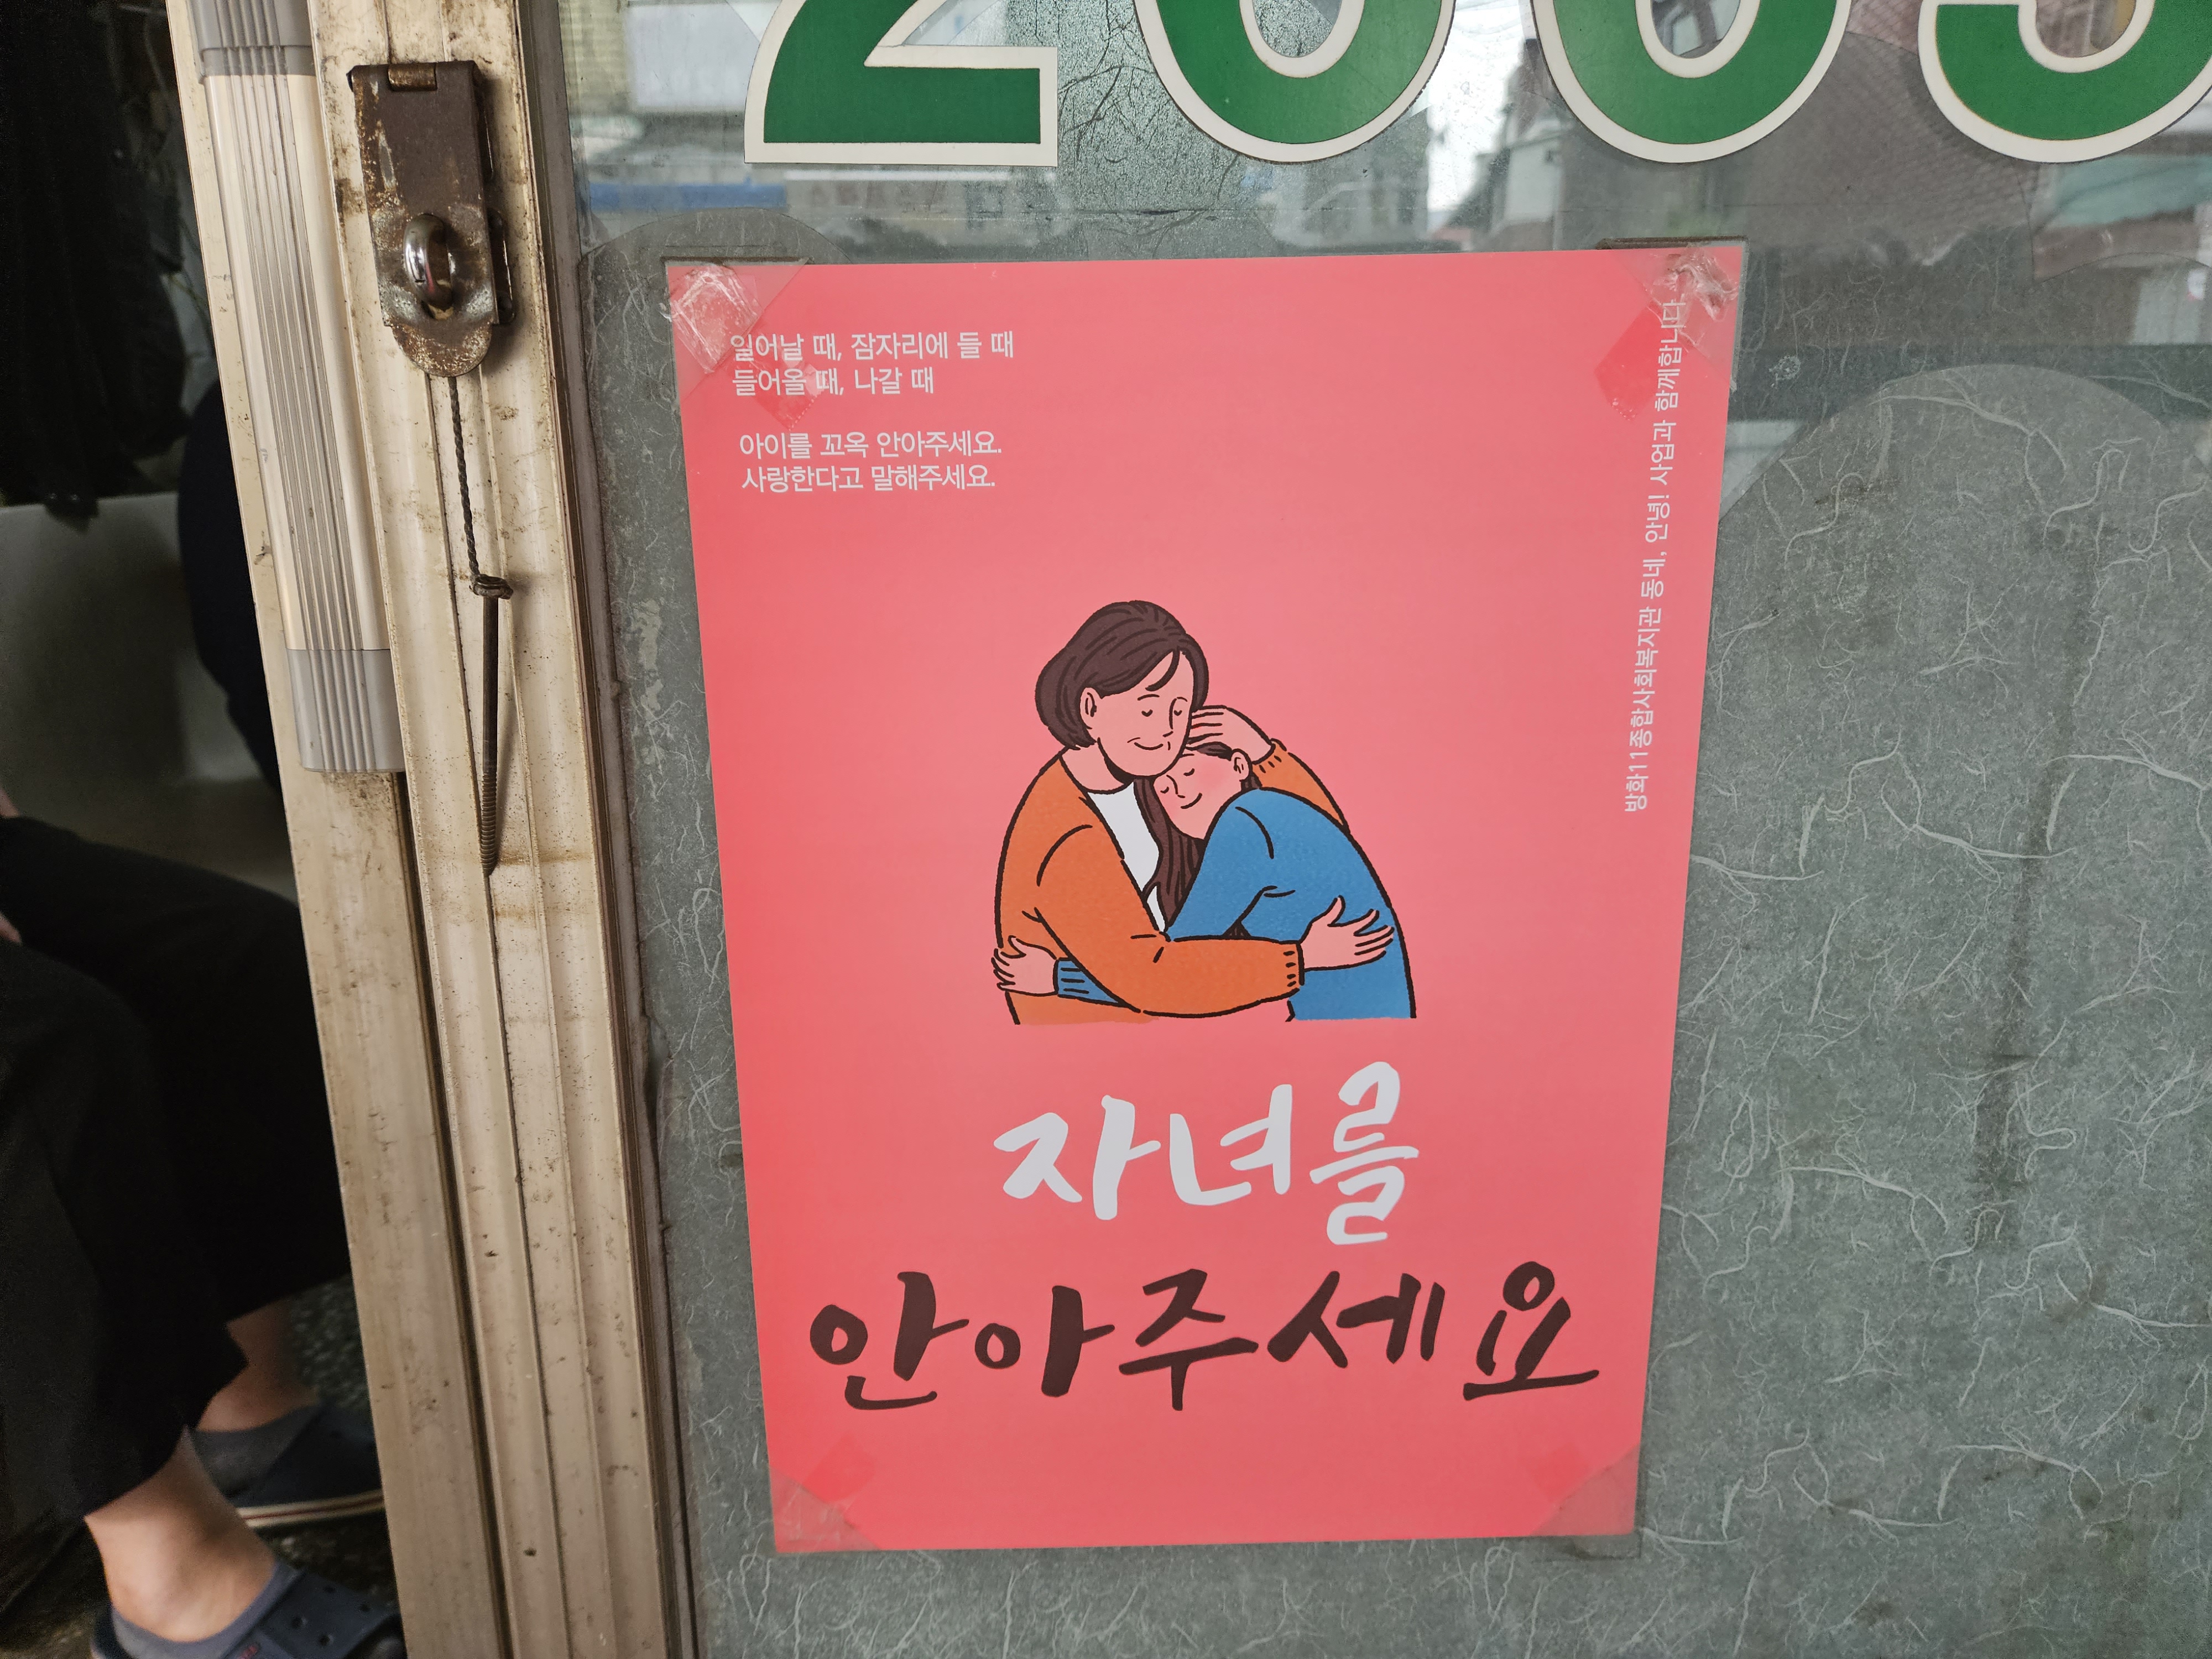 일어날 때, 잠자리에 들 때
들어올 때, 나갈 때
아이를 꼬옥 안아주세요.
사랑한다고 말해주세요.
방화11종합사회복지관 동네, 안녕! 사업과 함께합니다.
자녀를
안아주세요